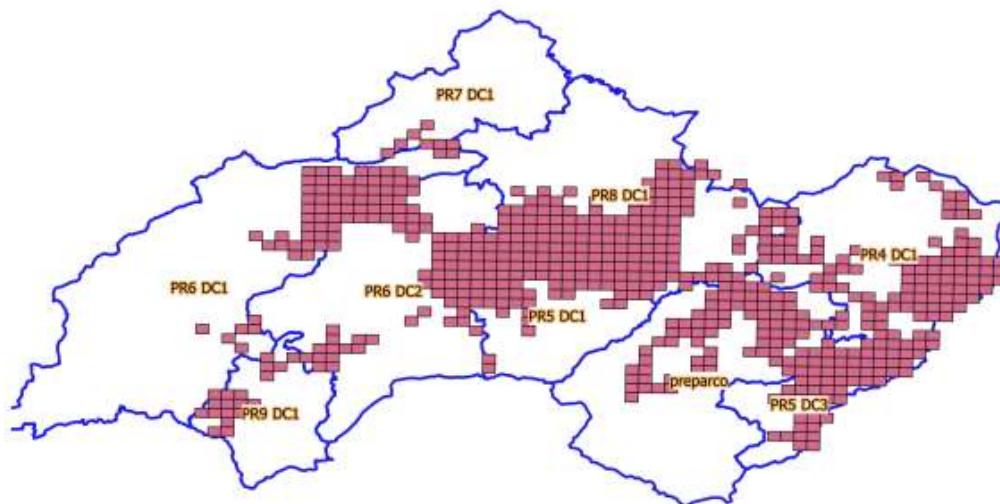 PR7 DC1
PR8 DC1
PR4 DC1
PR6 DC1
PR6 DC2
PR5 DC1
preparco
PR5 DC3
PR9 DC1